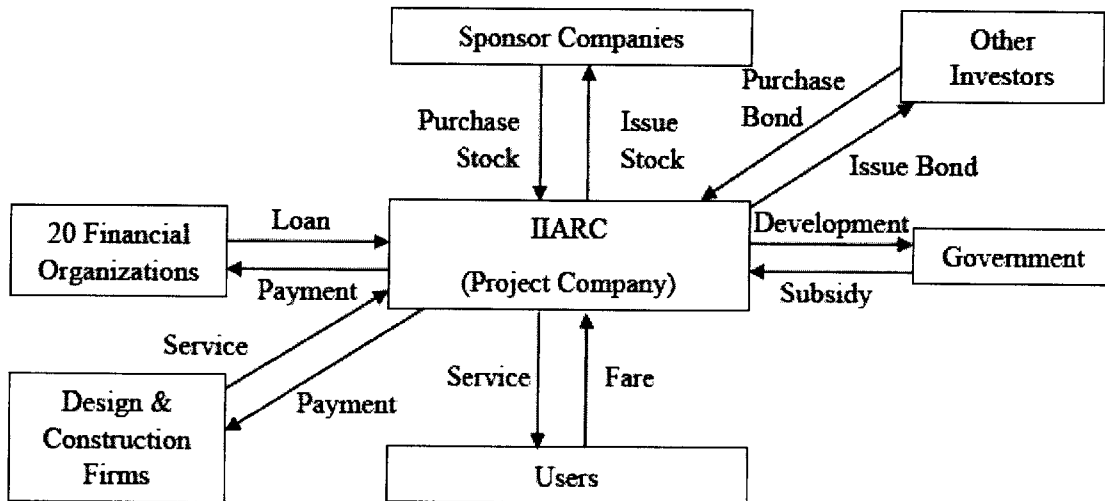 Sponsor Companies
Other
Investors
Purchase
Bond
Purchase
Stock
Issue
Stock
Issue Bond
20 Financial
Organizations
Loan
Payment
IIARC
(Project Company)
Development
Subsidy
Government
Service
Payment
Design &
Construction
Firms
Service
Fare
Users